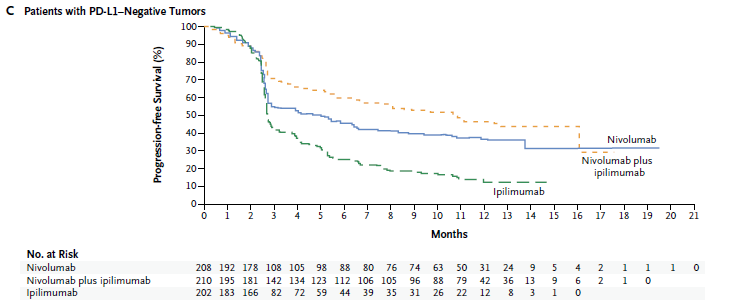 C Patients with PD-L1–Negative Tumors
Progression-free Survival (%)
100
90
80
70
60
50
40
30
20
10
0
Nivolumab
Nivolumab plus
ipilimumab
Ipilimumab
0 1 2 3 4 5 6 7 8 9 10 11 12 13 14 15 16 17 18 19 20 21
Months
No. at Risk
Nivolumab 208 192 178 108 105 98 88 80 76 74 63 50 31 24 9 5 4 2 1 1 1 0
Nivolumab plus ipilimumab 210 195 181 142 134 123 112 106 105 96 88 79 42 36 13 9 6 2 1 0
Ipilimumab 202 183 166 82 72 59 44 39 35 31 26 22 12 8 3 1 0